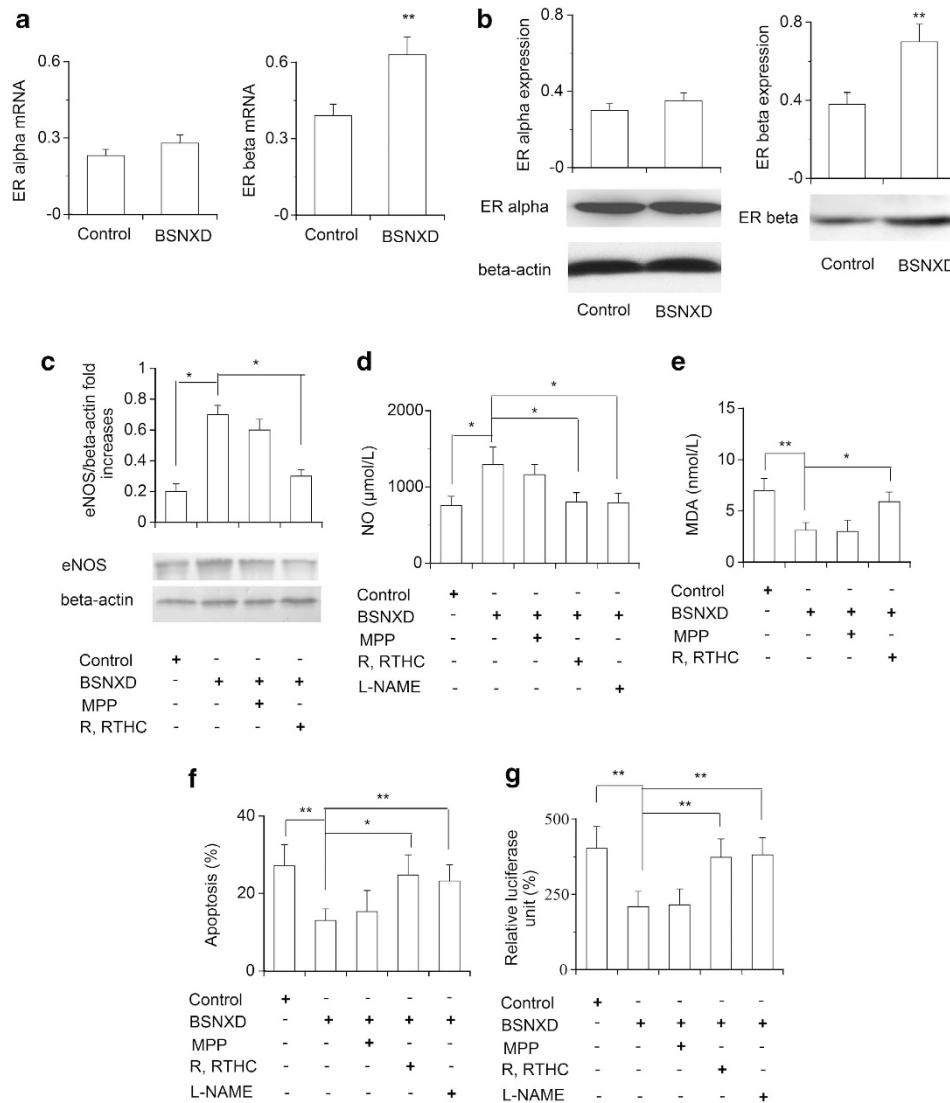 a
ER alpha mRNA
0.6
0.3
-0
Control BSNXD
ER beta mRNA
**
0.6
0.3
-0
Control BSNXD
b
ER alpha expression
0.8
0.4
-0
ER alpha
beta-actin
Control BSNXD
ER beta expression
**
0.8
0.4
-0
ER beta
Control BSNXD
c
eNOS/beta-actin fold
increases
1
0.8
0.6
0.4
0.2
0
* *
eNOS
beta-actin
Control + - - -
BSNXD - + + +
MPP - - + -
R, RTHC - - - +
d
NO (μmol/L)
2000
1000
0
*
* *
Control + - - - -
BSNXD - + + + +
MPP - - + - -
R, RTHC - - - + -
L-NAME - - - - +
e
MDA (nmol/L)
15
10
5
0
** *
Control + - - -
BSNXD - + + +
MPP - - + -
R, RTHC - - - +
f
Apoptosis (%)
40
20
0
** **
*
Control + - - - -
BSNXD - + + + +
MPP - - + - -
R, RTHC - - - + -
L-NAME - - - - +
g
Relative luciferase
unit (%)
500
250
0
** **
**
Control + - - - -
BSNXD - + + + +
MPP - - + - -
R, RTHC - - - + -
L-NAME - - - - +